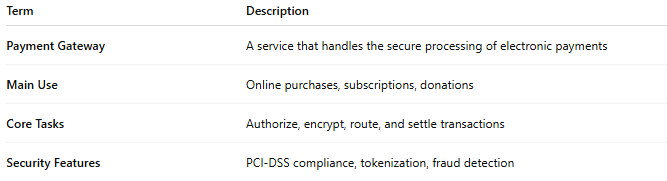 Term Description
Payment Gateway A service that handles the secure processing of electronic payments
Main Use Online purchases, subscriptions, donations
Core Tasks Authorize, encrypt, route, and settle transactions
Security Features PCI-DSS compliance, tokenization, fraud detection